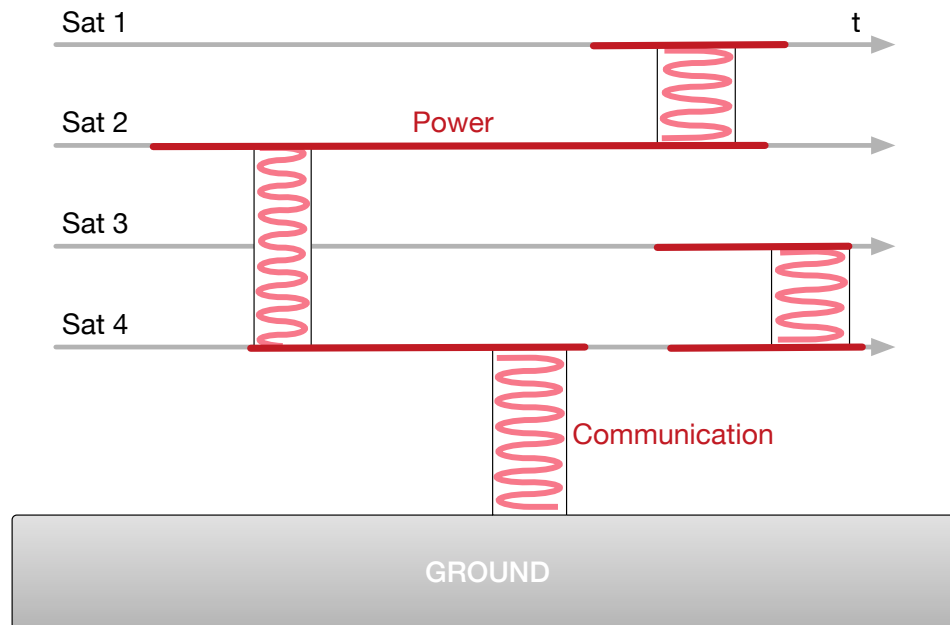 Sat 1
t
Sat 2
Power
Sat 3
Sat 4
Communication
GROUND